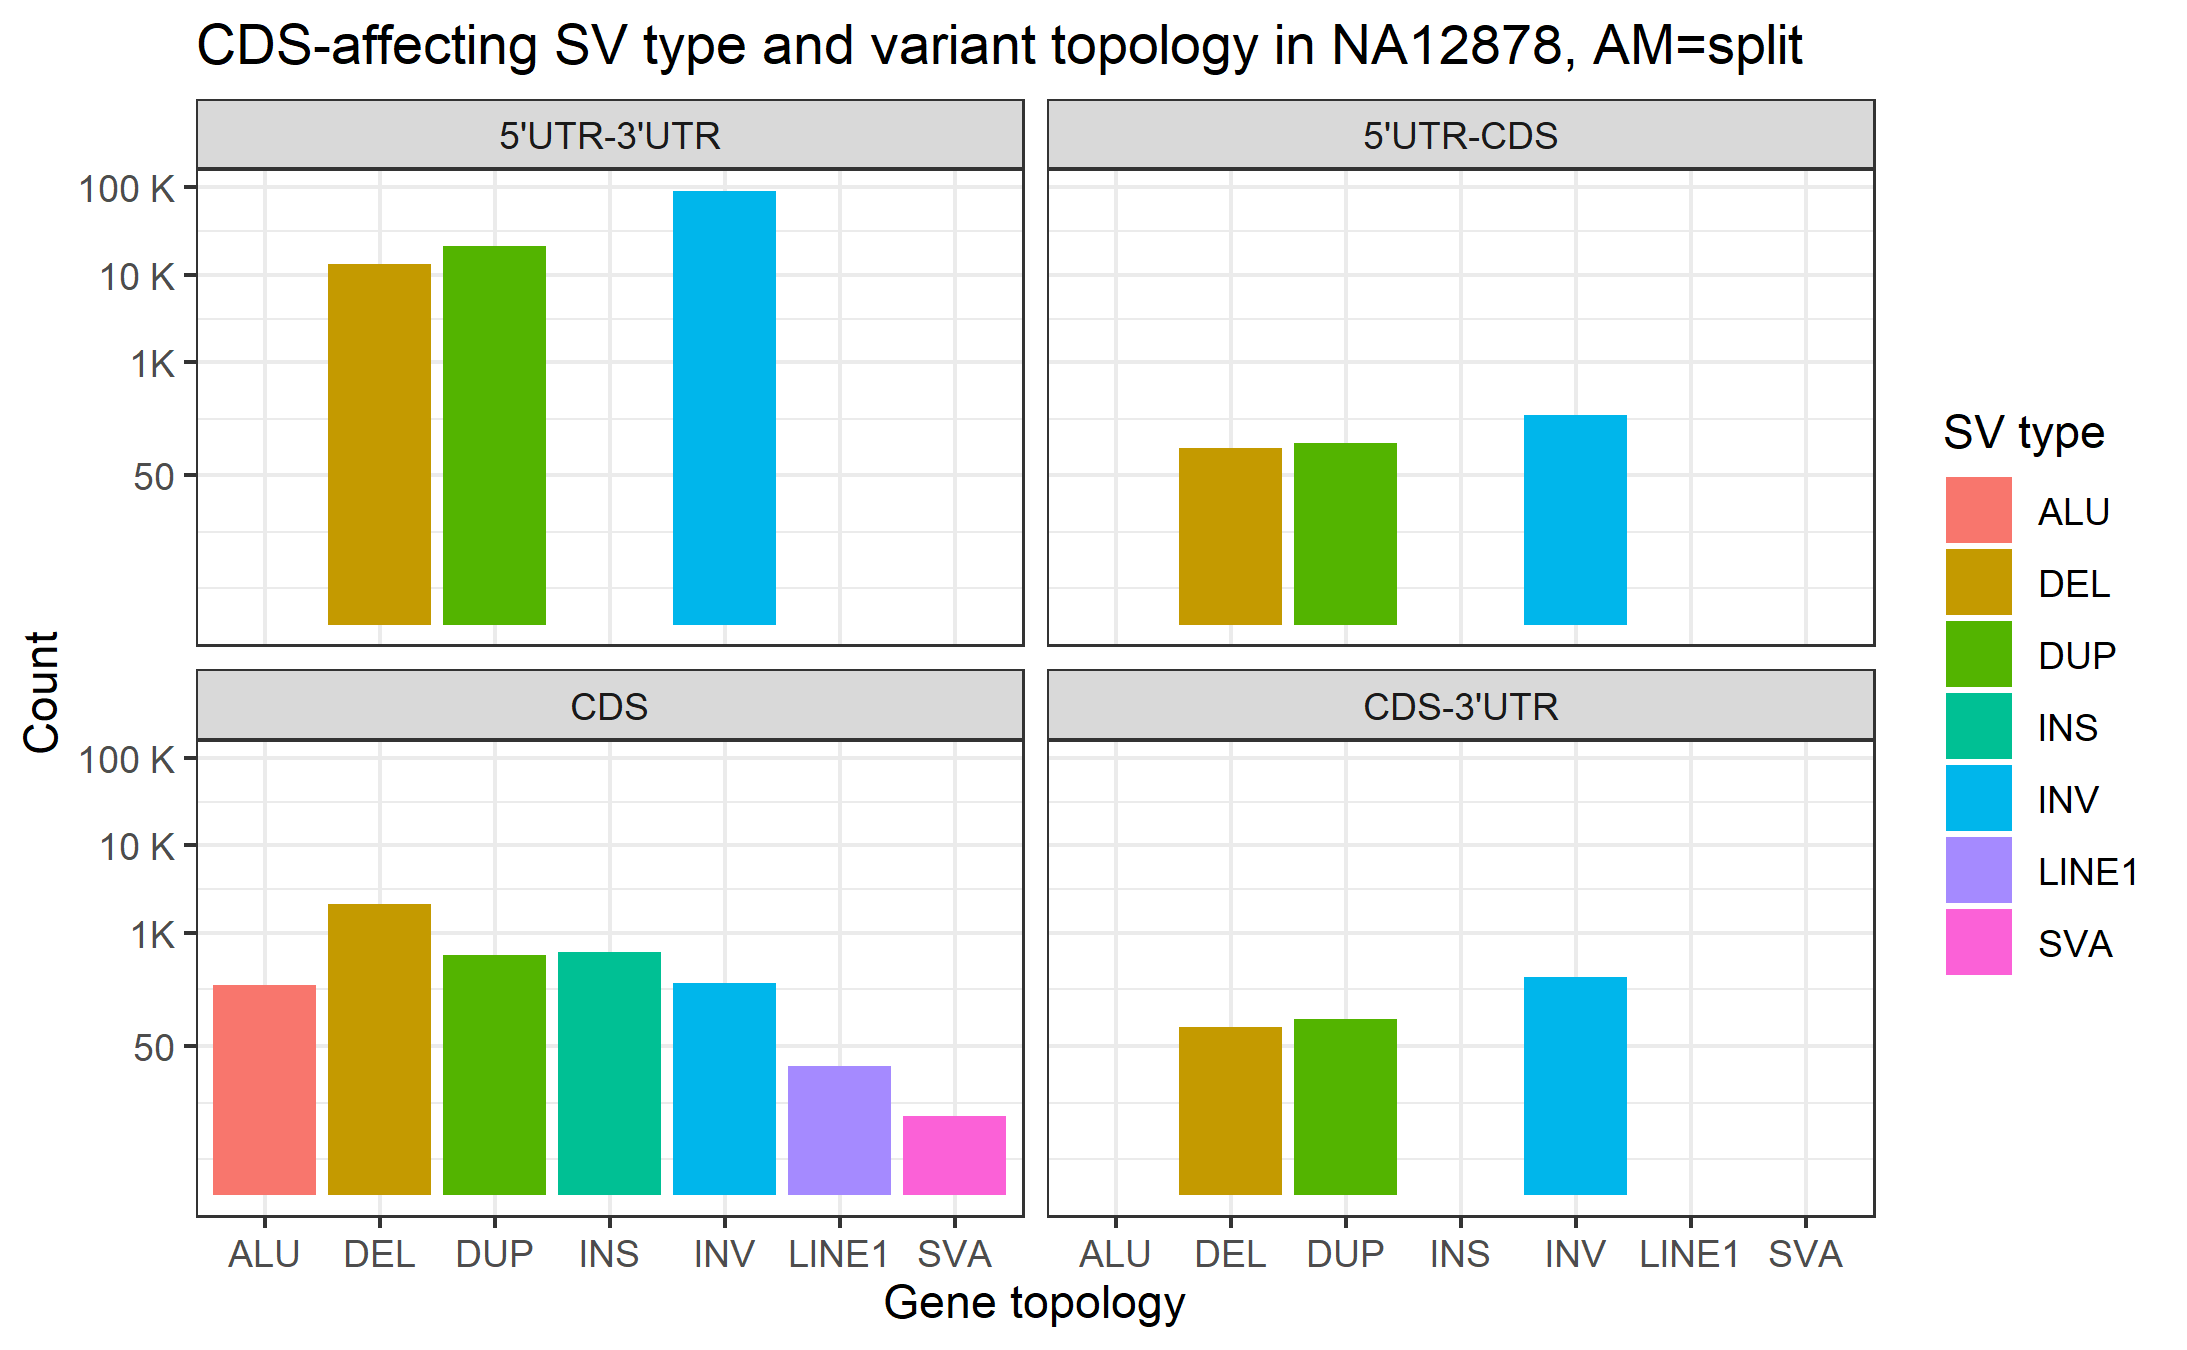 CDS-affecting SV type and variant topology in NA12878, AM=split
5'UTR-3'UTR
5'UTR-CDS
100 K
10 K
1K
50
CDS
CDS-3'UTR
100 K
10 K
1K
50
Count
ALU DEL DUP INS INV LINE1 SVA
ALU DEL DUP INS INV LINE1 SVA
Gene topology
SV type
ALU
DEL
DUP
INS
INV
LINE1
SVA